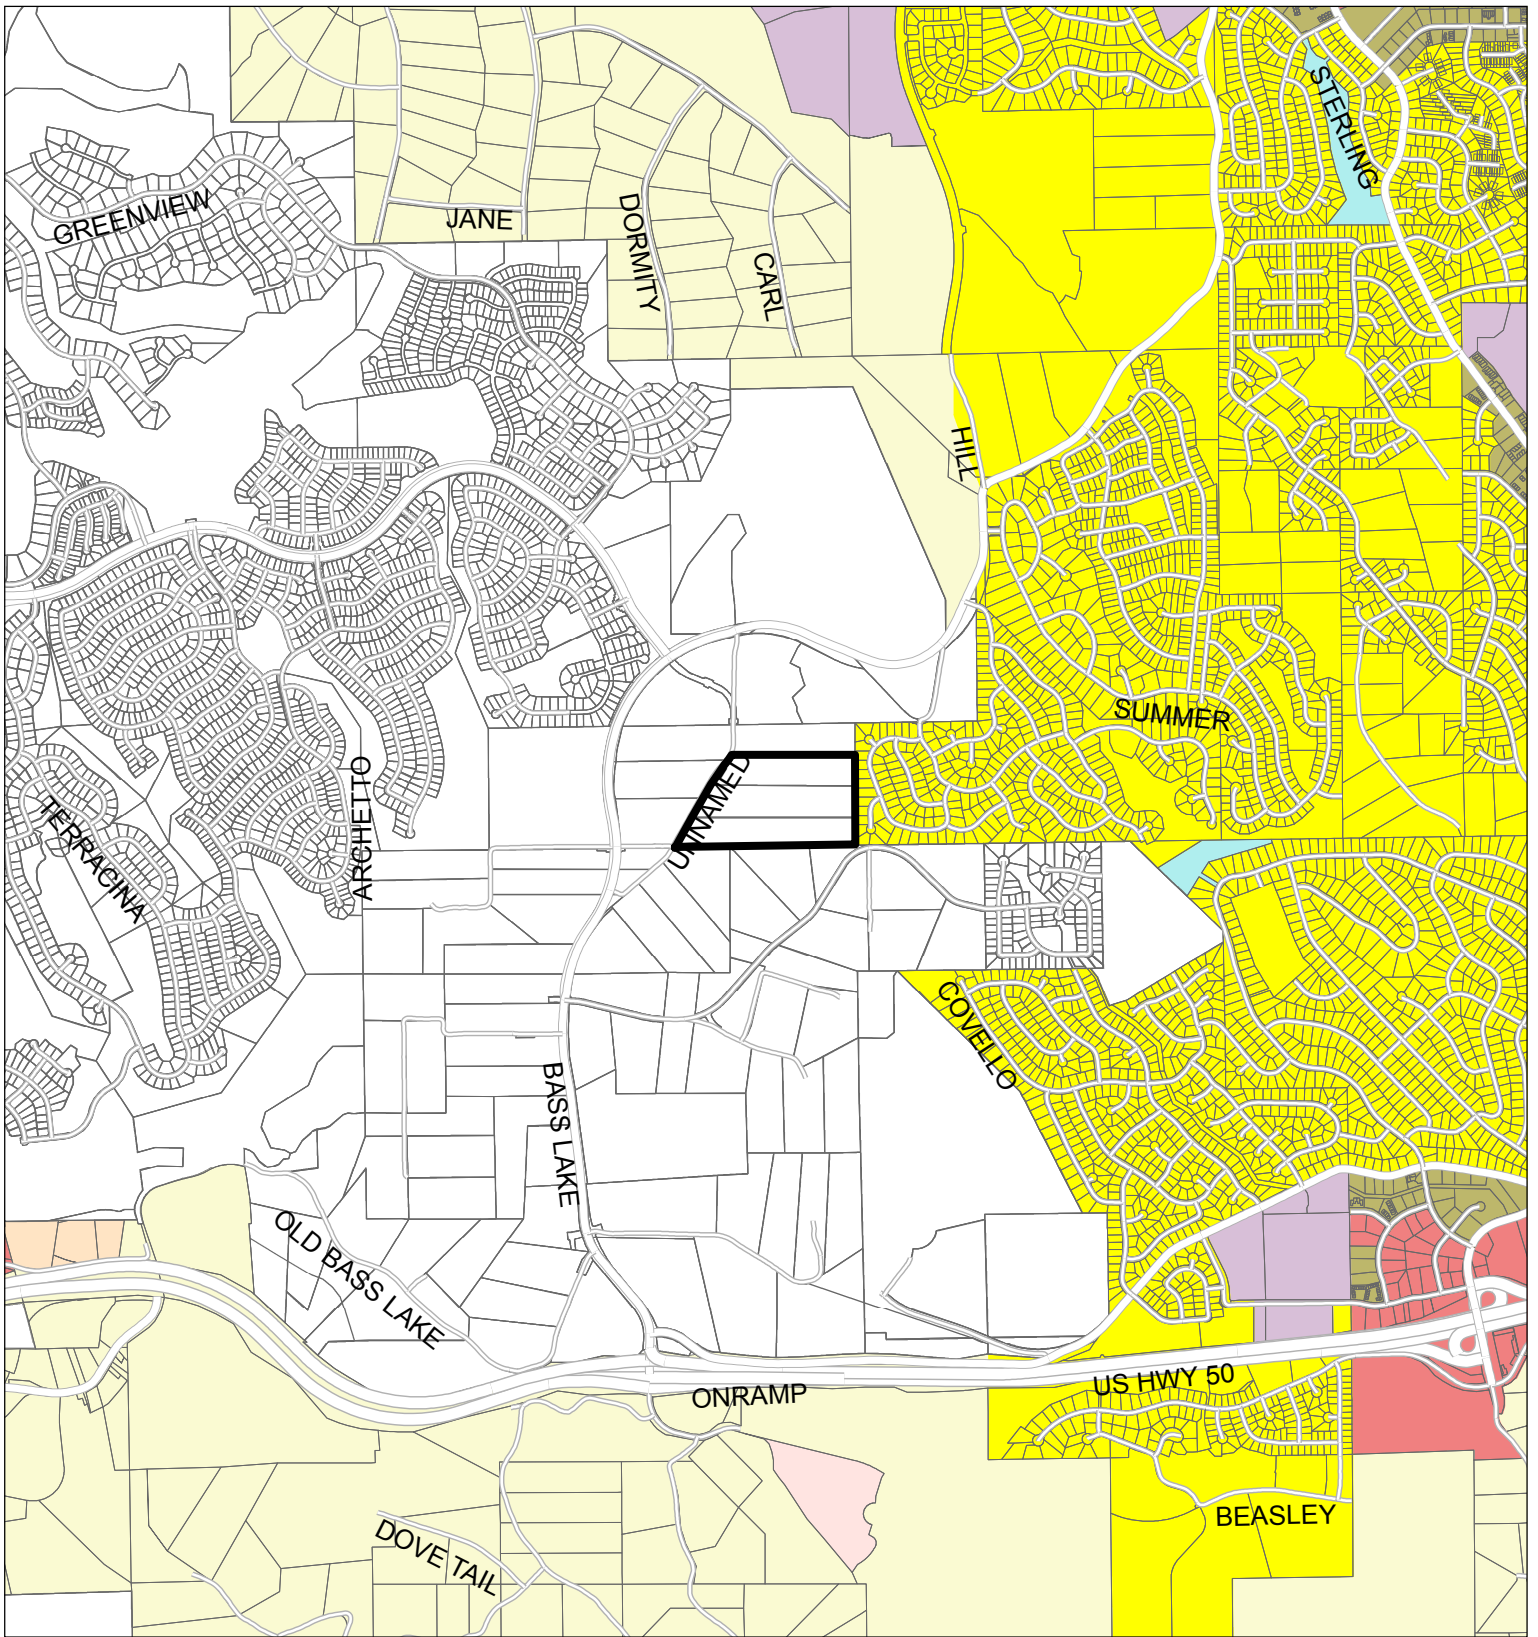 STERLING
GREENVIEW
JANE
DORMITY
CARL
HILL
SUMMER
UNNAMED
ARCHETTO
TERRACINA
COVELLO
BASS LAKE
OLD BASS LAKE
US HWY 50
ONRAMP
BEASLEY
DOVE TAIL